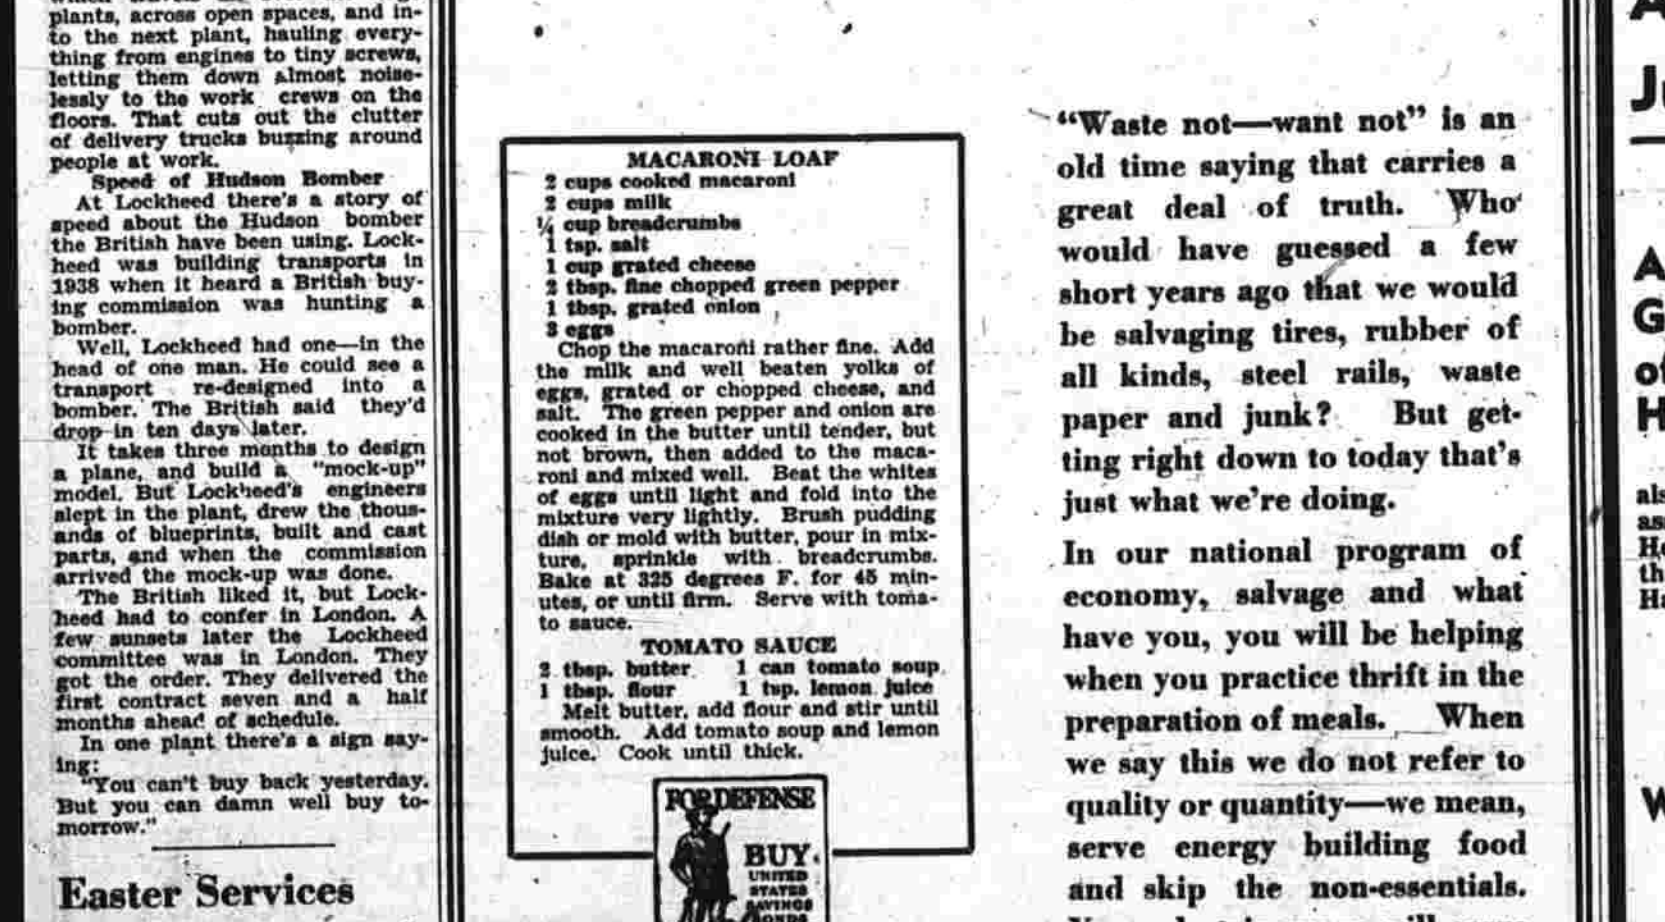 plants, across open spaces, and in-
to the next plant, hauling every-
thing from engines to tiny screws,
letting them down almost noise-
lessly to the work crews on the
floors. That cuts out the clutter
of delivery trucks buzzing around
people at work.
Speed of Hudson Bomber
At Lockheed there's a story of
speed about the Hudson bomber
the British have been using. Lock-
heed was building transports in
1938 when it heard a British buy-
ing commission was hunting a
bomber.
Well, Lockheed had one—in the
head of one man. He could see a
transport re-designed into a
bomber. The British said they'd
drop in ten days later.
It takes three months to design
a plane, and build a "mock-up"
model. But Lockheed's engineers
slept in the plant, drew the thous-
ands of blueprints, built and cast
parts, and when the commission
arrived the mock-up was done.
The British liked it, but Lock-
heed had to confer in London. A
few sunsets later the Lockheed
committee was in London. They
got the order. They delivered the
first contract seven and a half
months ahead of schedule.
In one plant there's a sign say-
ing:
"You can't buy back yesterday.
But you can damn well buy to-
morrow."
Easter Services
MACARONI LOAF
2 cups cooked macaroni
2 cups milk
¼ cup breadcrumbs
1 tsp. salt
1 cup grated cheese
2 tbsp. fine chopped green pepper
1 tbsp. grated onion
3 eggs
Chop the macaroni rather fine. Add
the milk and well beaten yolks of
eggs, grated or chopped cheese, and
salt. The green pepper and onion are
cooked in the butter until tender, but
not brown, then added to the maca-
roni and mixed well. Beat the whites
of eggs until light and fold into the
mixture very lightly. Brush pudding
dish or mold with butter, pour in mix-
ture, sprinkle with breadcrumbs.
Bake at 325 degrees F. for 45 min-
utes, or until firm. Serve with toma-
to sauce.
TOMATO SAUCE
2 tbsp. butter 1 can tomato soup
1 tbsp. flour 1 tsp. lemon juice
Melt butter, add flour and stir until
smooth. Add tomato soup and lemon
juice. Cook until thick.
FOR DEFENSE
BUY
UNITED
STATES
SAVINGS
BONDS
"Waste not—want not" is an
old time saying that carries a
great deal of truth. Who
would have guessed a few
short years ago that we would
be salvaging tires, rubber of
all kinds, steel rails, waste
paper and junk? But get-
ting right down to today that's
just what we're doing.
In our national program of
economy, salvage and what
have you, you will be helping
when you practice thrift in the
preparation of meals. When
we say this we do not refer to
quality or quantity—we mean,
serve energy building food
and skip the non-essentials.